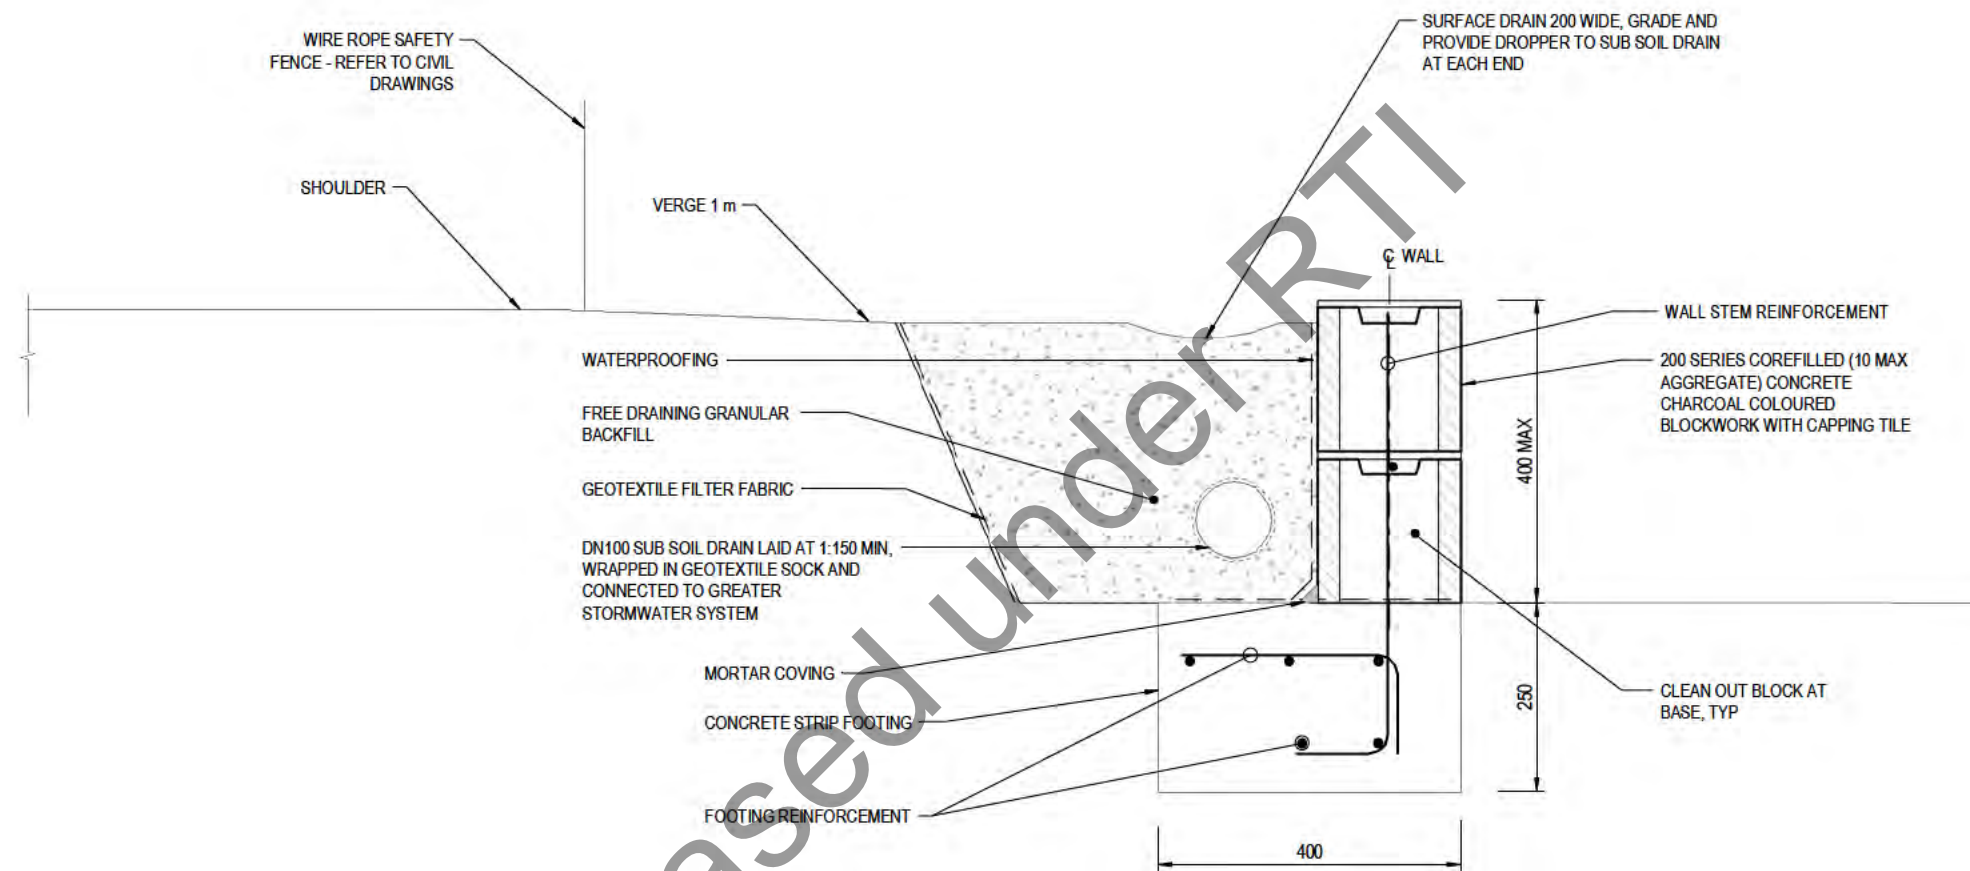 SURFACE DRAIN 200 WIDE, GRADE AND
PROVIDE DROPPER TO SUB SOIL DRAIN
AT EACH END
WIRE ROPE SAFETY
FENCE - REFER TO CIVIL
DRAWINGS
SHOULDER
VERGE 1 m
℄ WALL
WALL STEM REINFORCEMENT
WATERPROOFING
200 SERIES COREFILLED (10 MAX
AGGREGATE) CONCRETE
CHARCOAL COLOURED
BLOCKWORK WITH CAPPING TILE
FREE DRAINING GRANULAR
BACKFILL
400 MAX
GEOTEXTILE FILTER FABRIC
DN100 SUB SOIL DRAIN LAID AT 1:150 MIN,
WRAPPED IN GEOTEXTILE SOCK AND
CONNECTED TO GREATER
STORMWATER SYSTEM
MORTAR COVING
CLEAN OUT BLOCK AT
BASE, TYP
250
CONCRETE STRIP FOOTING
FOOTING REINFORCEMENT
400
ased under RTI